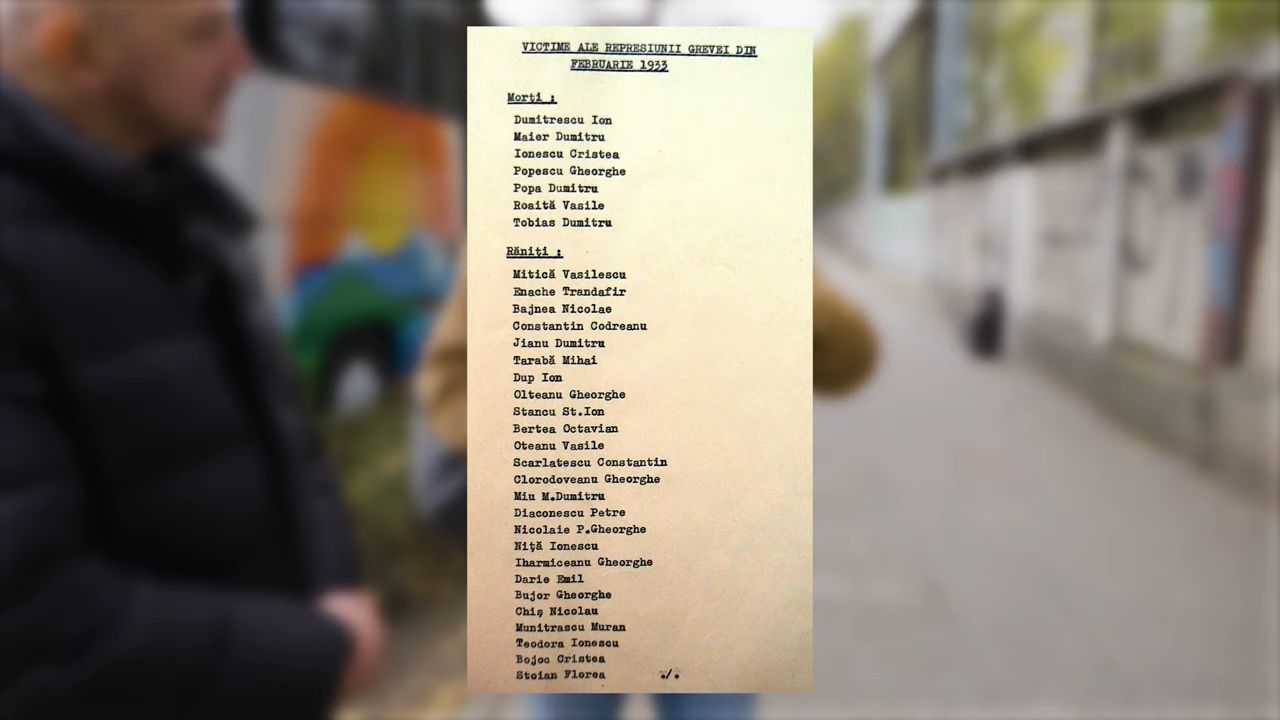 VICTIME ALE REPRESIUNII GREVEI DIN
FEBRUARIE 1933
Morţi :
Dumitrescu Ion
Maier Dumitru
Ionescu Cristea
Popescu Gheorghe
Popa Dumitru
Roaită Vasile
Tobias Dumitru
Răniţi :
Mitică Vasilescu
Enache Trandafir
Bajnea Nicolae
Constantin Codreanu
Jianu Dumitru
Tarabă Mihai
Dup Ion
Olteanu Gheorghe
Stancu St.Ion
Bertea Octavian
Oteanu Vasile
Scarlatescu Constantin
Clorodoveanu Gheorghe
Miu M.Dumitru
Diaconescu Petre
Nicolaie P.Gheorghe
Niţă Ionescu
Iharmiceanu Gheorghe
Darie Emil
Bujor Gheorghe
Chiş Nicolau
Munitrascu Muran
Teodora Ionescu
Bojoc Cristea
Stoian Florea ./.